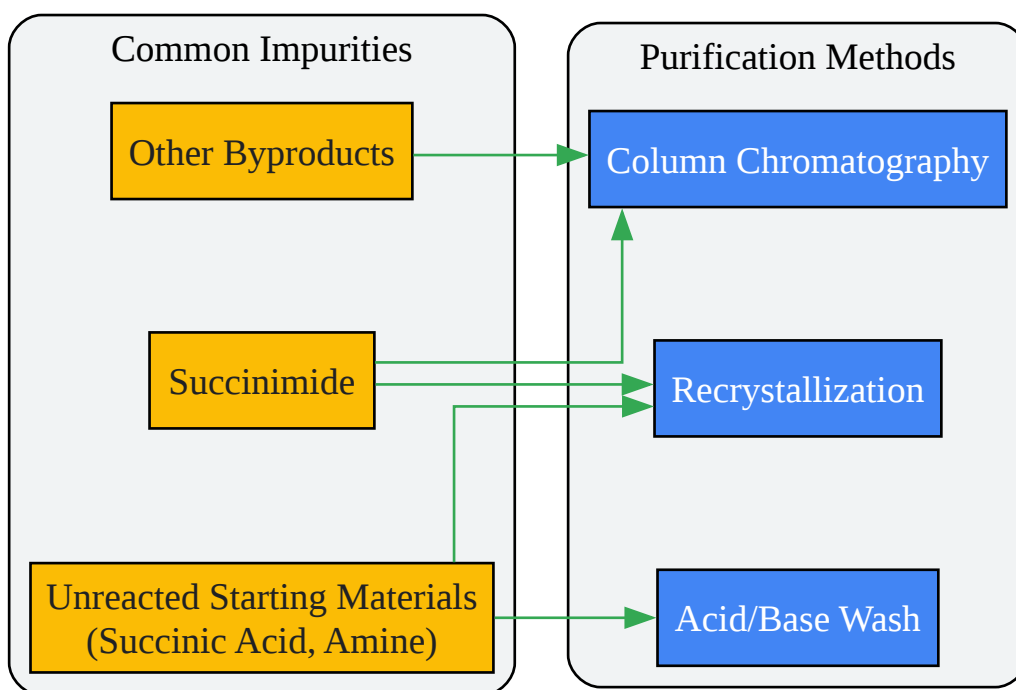 Common Impurities
Other Byproducts
Succinimide
Unreacted Starting Materials
(Succinic Acid, Amine)
Purification Methods
Column Chromatography
Recrystallization
Acid/Base Wash